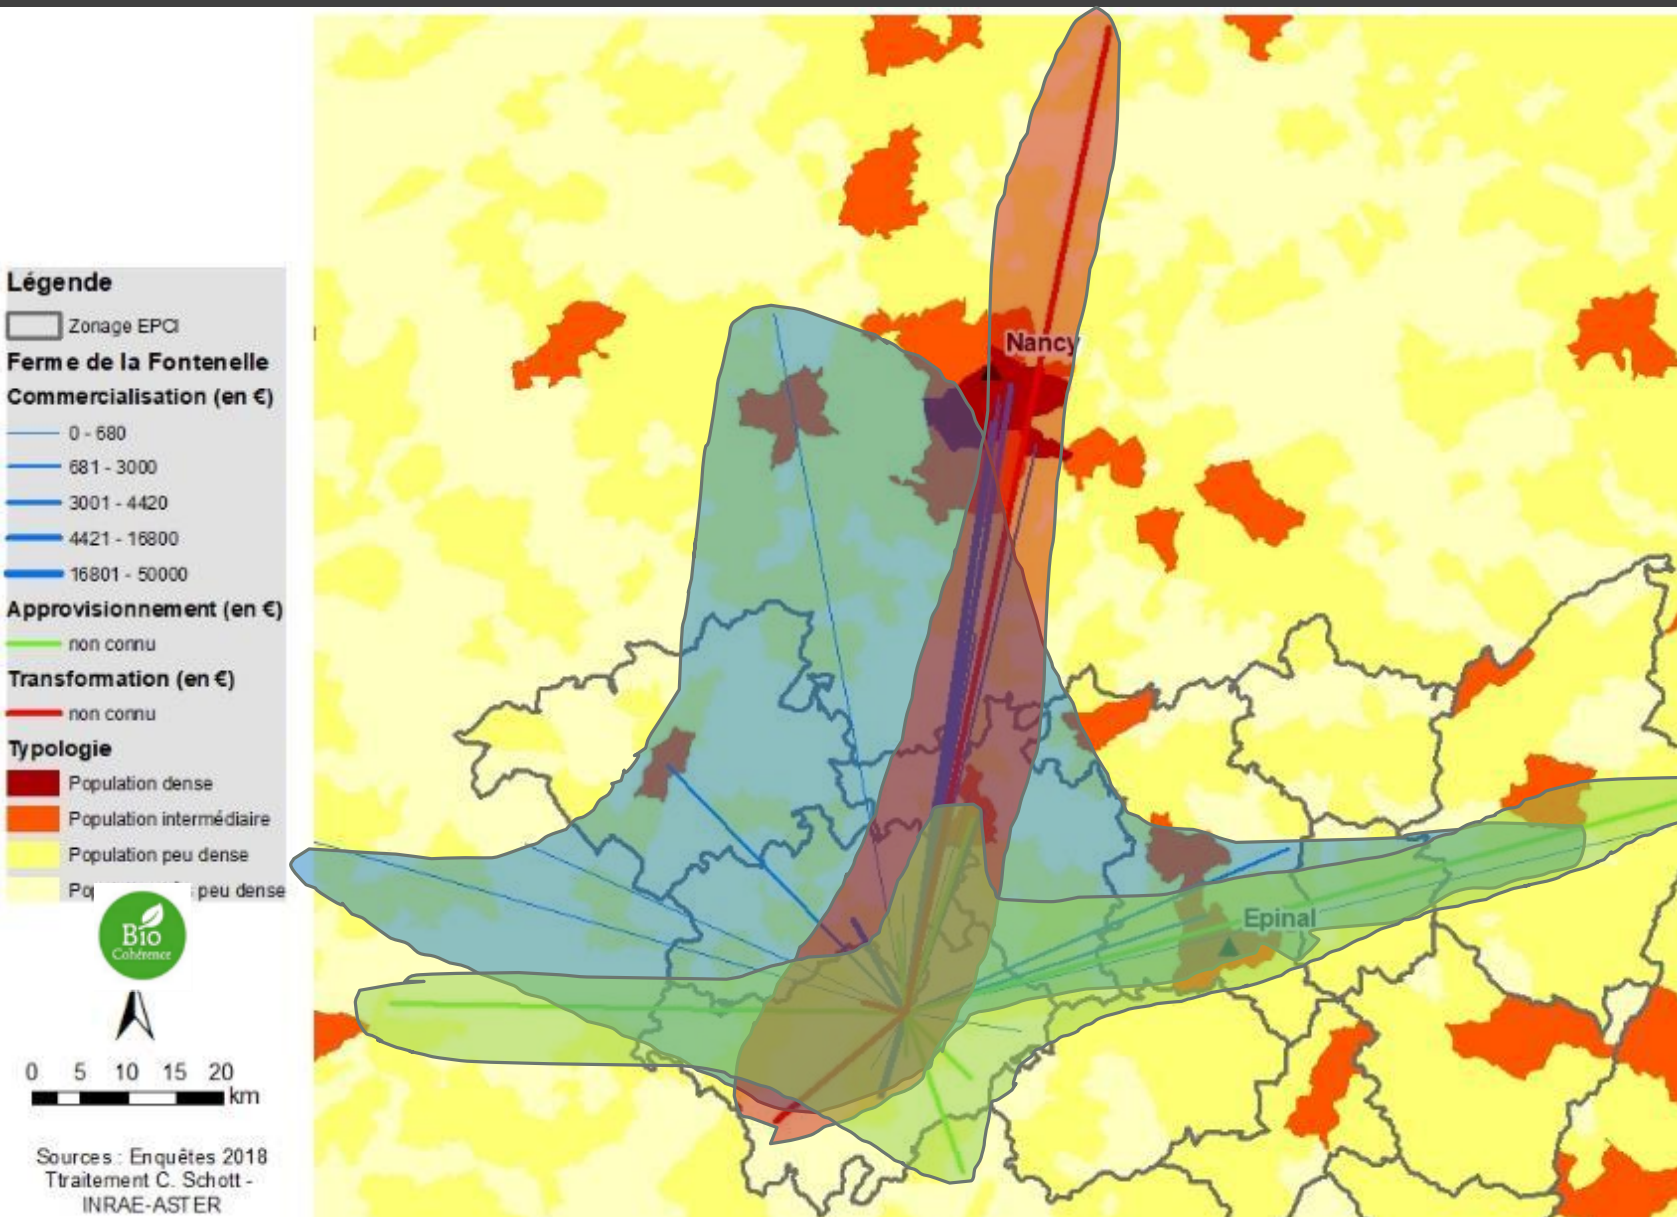 Légende
Zonage EPCI
Ferme de la Fontenelle
Commercialisation (en €)
0 - 680
681 - 3000
3001 - 4420
4421 - 16800
16801 - 50000
Approvisionnement (en €)
non connu
Transformation (en €)
non connu
Typologie
Population dense
Population intermédiaire
Population peu dense
peu dense
Bio
Cohérence
0 5 10 15 20
km
Sources : Enquêtes 2018
Ttraitement C. Schott -
INRAE-ASTER
Nancy
Epinal